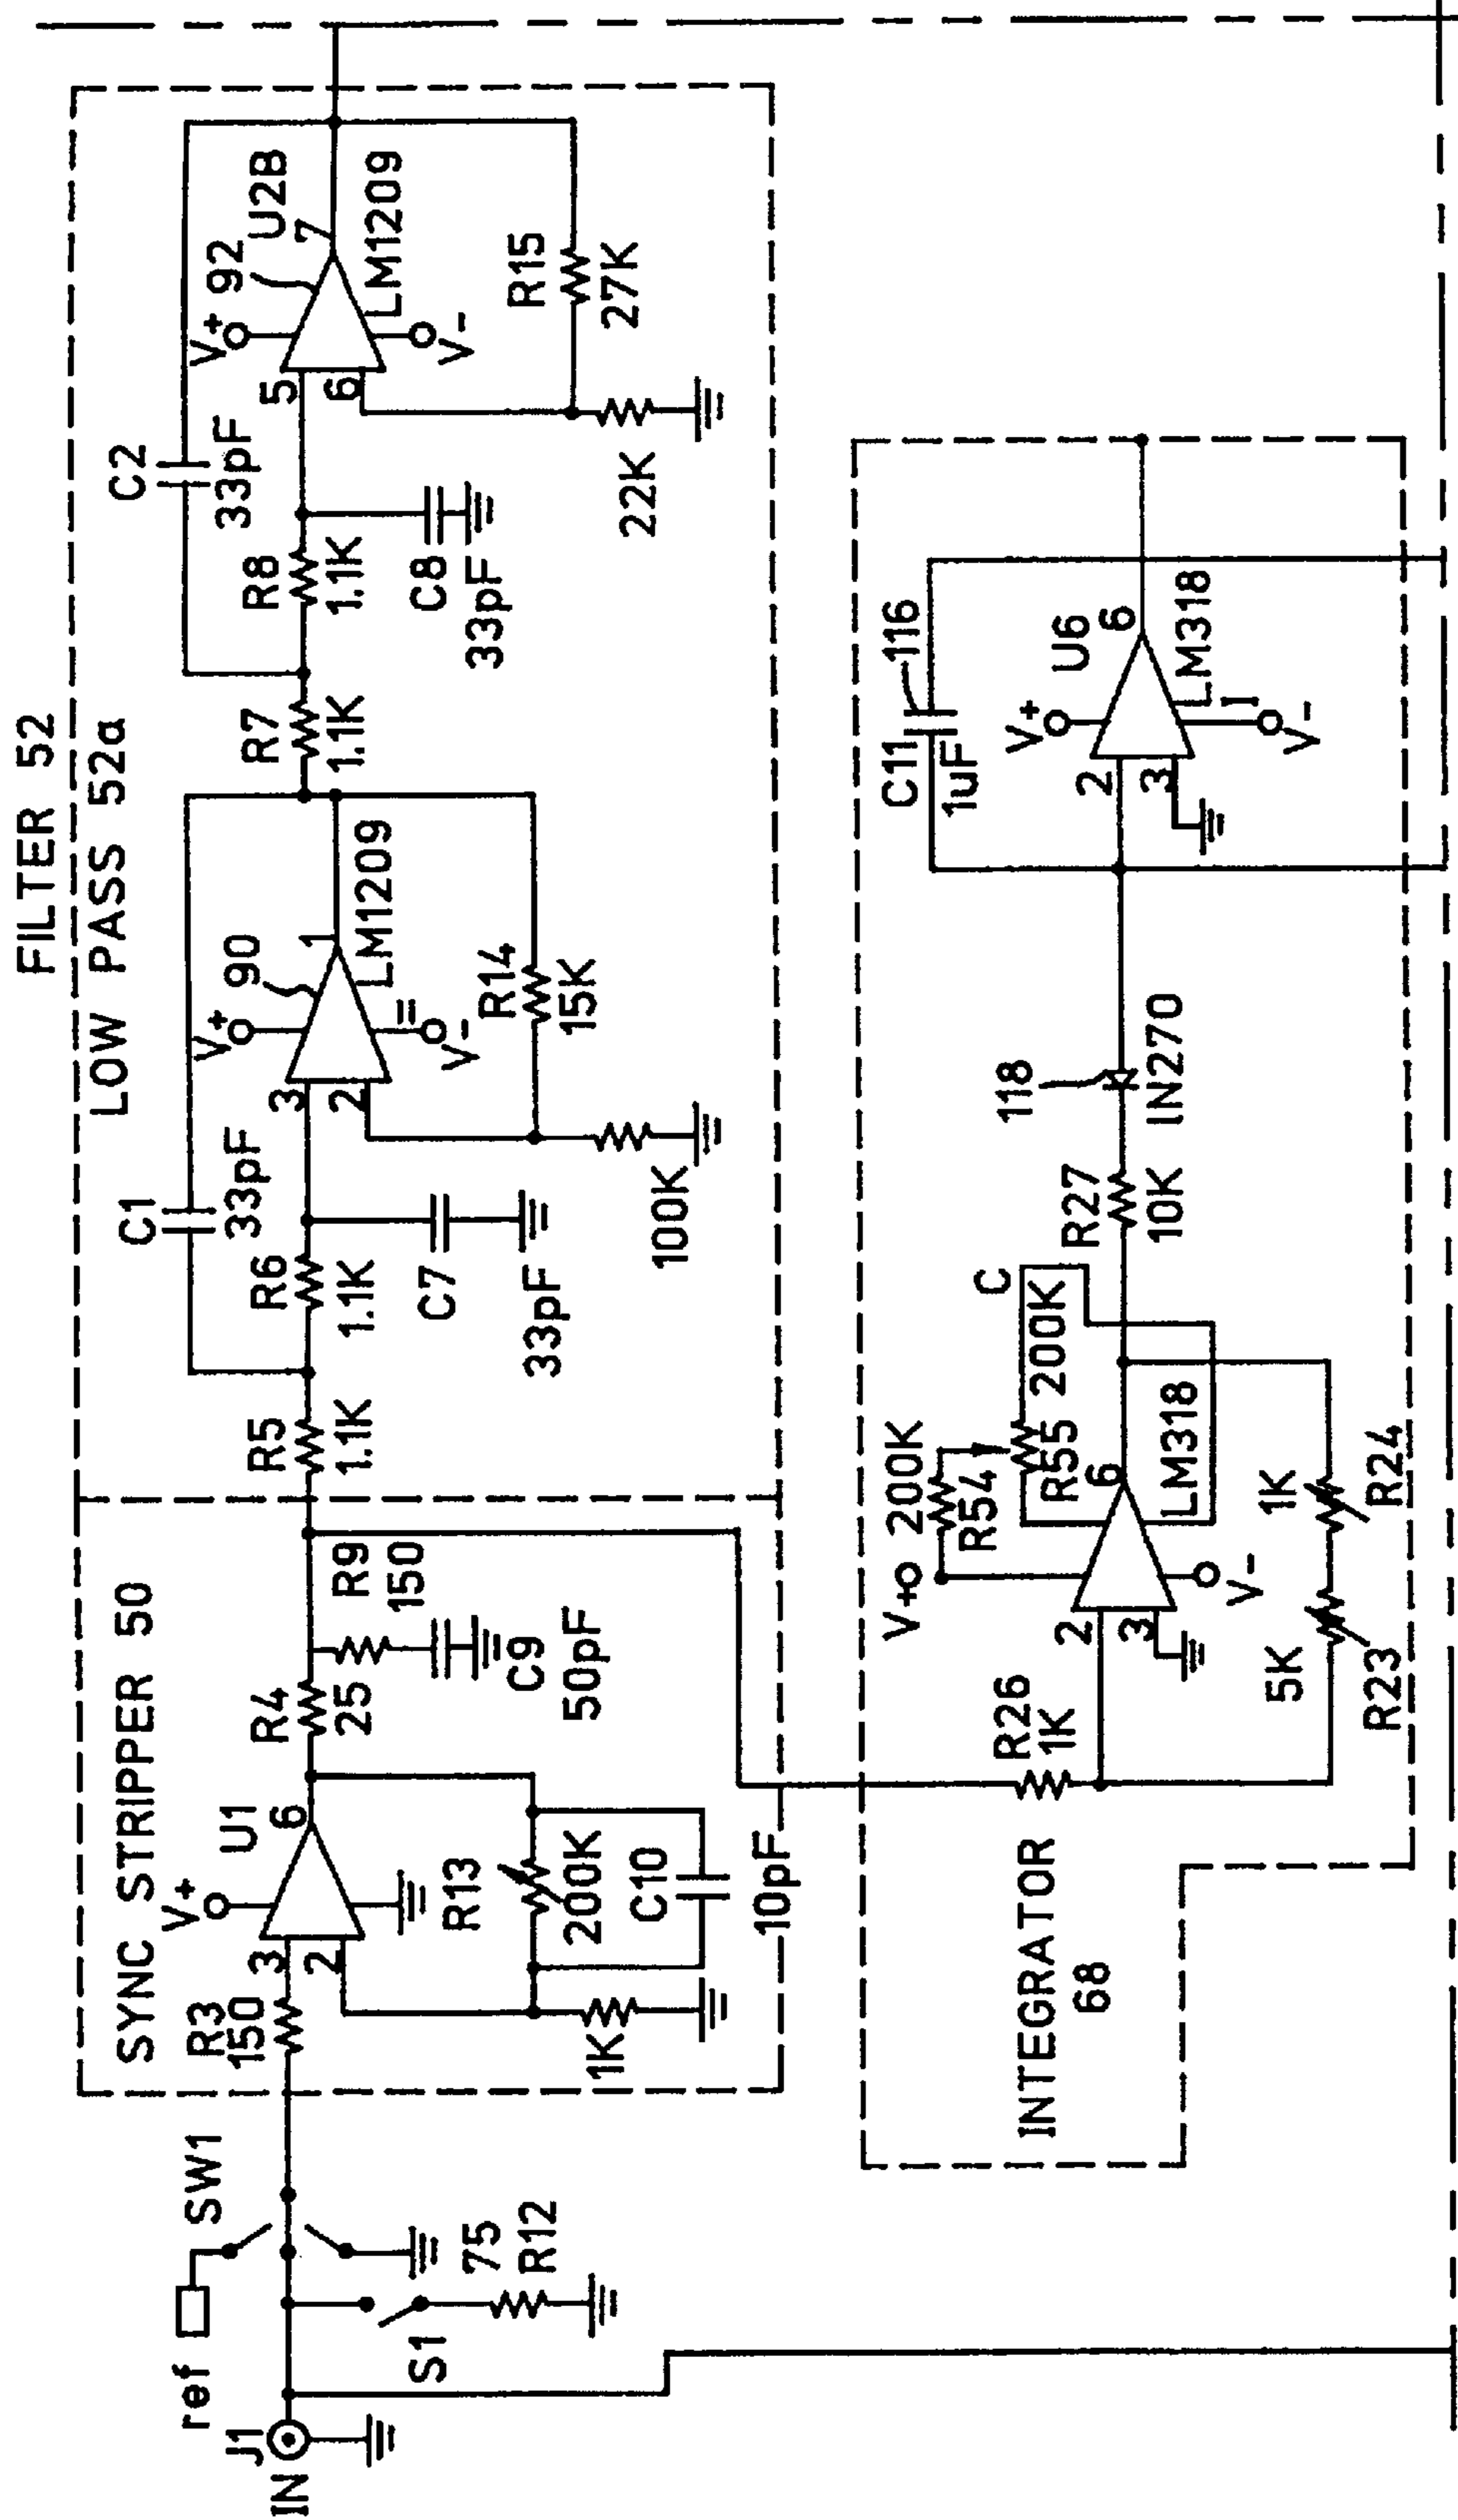 FILTER 52
SYNC STRIPPER 50
LOW PASS 52a
J1
IN
ref
SW1
S1
75
R12
R3
150
3
2
V+
U1
6
R13
200K
1K
C10
10pF
R4
25
R9
150
C9
50pF
R5
1.1K
C1
33pF
R6
1.1K
C7
33pF
3
2
V+
90
1
LM1209
V-
R14
15K
100K
R7
1.1K
C2
33pF
R8
1.1K
C8
33pF
5
6
V+
92
U28
7
LM1209
V-
R15
27K
22K
INTEGRATOR
68
R26
1K
2
3
V+
200K
R54
R55 200K
C
6
LM318
V-
5K
R23
1K
R24
R27
10K
118
IN270
C11
1uF
116
2
3
V+
U6
6
LM318
V-